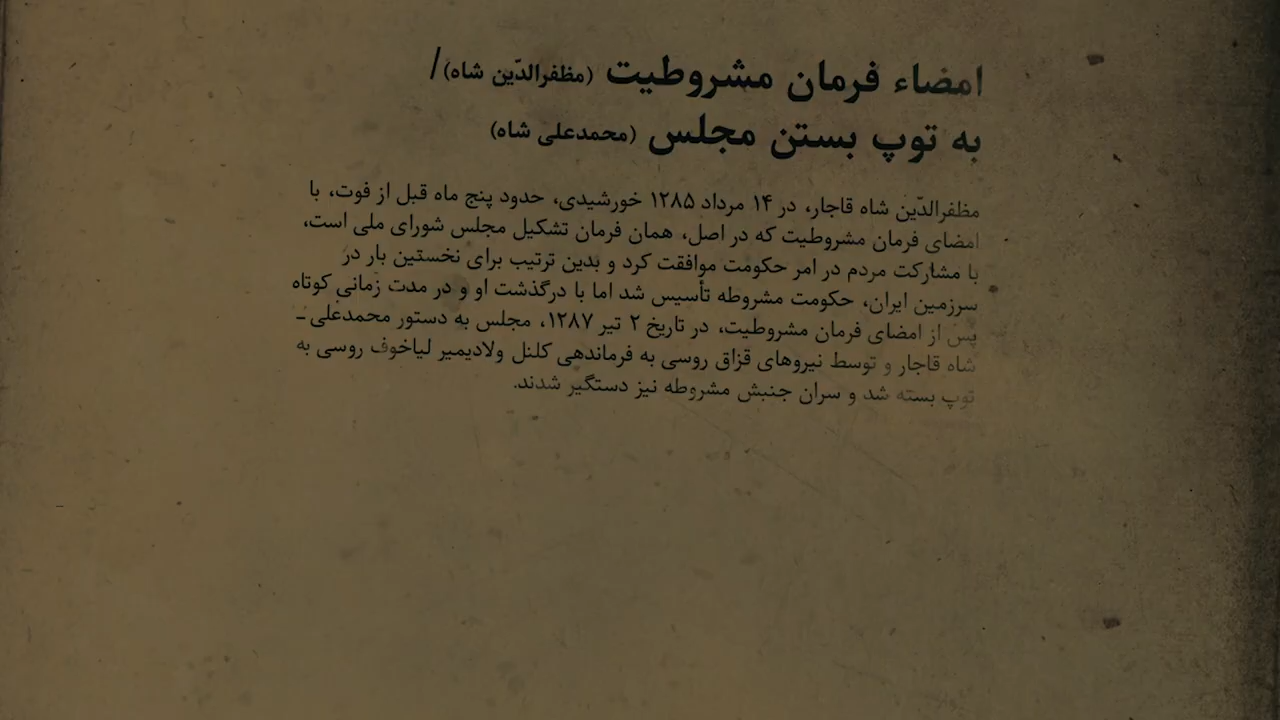 امضاء فرمان مشروطیت (مظفرالدّین شاه)/
به توپ بستن مجلس (محمدعلی شاه)
مظفرالدّین شاه قاجار، در ۱۴ مرداد ۱۲۸۵ خورشیدی، حدود پنج ماه قبل از فوت، با
امضای فرمان مشروطیت که در اصل، همان فرمان تشکیل مجلس شورای ملی است،
با مشارکت مردم در امر حکومت موافقت کرد و بدین ترتیب برای نخستین بار در
سرزمین ایران، حکومت مشروطه تأسیس شد اما با درگذشت او و در مدت زمانی کوتاه
پس از امضای فرمان مشروطیت، در تاریخ ۲ تیر ۱۲۸۷، مجلس به دستور محمدعلی ـ
شاه قاجار و توسط نیروهای قزاق روسی به فرماندهی کلنل ولادیمیر لیاخوف روسی به
توپ بسته شد و سران جنبش مشروطه نیز دستگیر شدند.